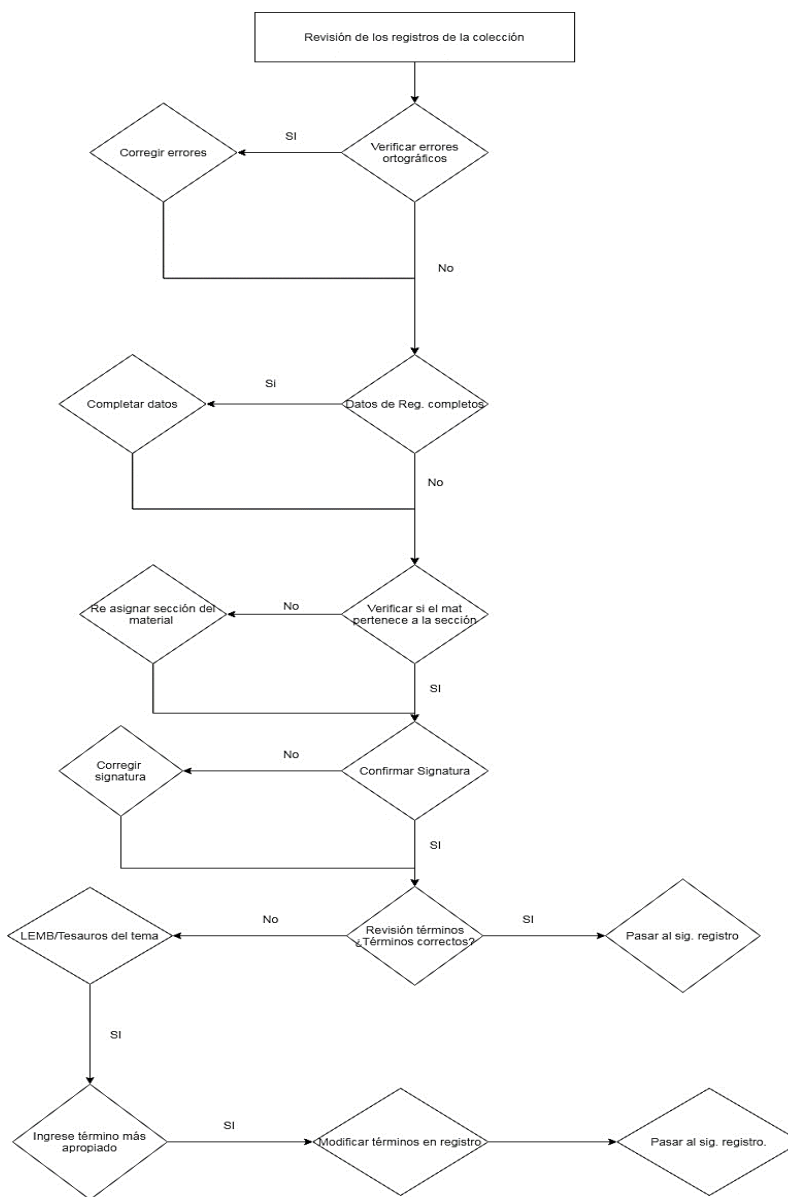 Revisión de los registros de la colección
SI
Corregir errores
Verificar errores
ortográficos
No
Si
Completar datos
Datos de Reg. completos
No
Re asignar sección del
material
No
Verificar si el mat
pertenece a la sección
SI
Corregir
signatura
No
Confirmar Signatura
SI
LEMB/Tesauros del tema
No
Revisión términos
¿Términos correctos?
SI
Pasar al sig. registro
SI
Ingrese término más
apropiado
SI
Modificar términos en registro
Pasar al sig. registro.